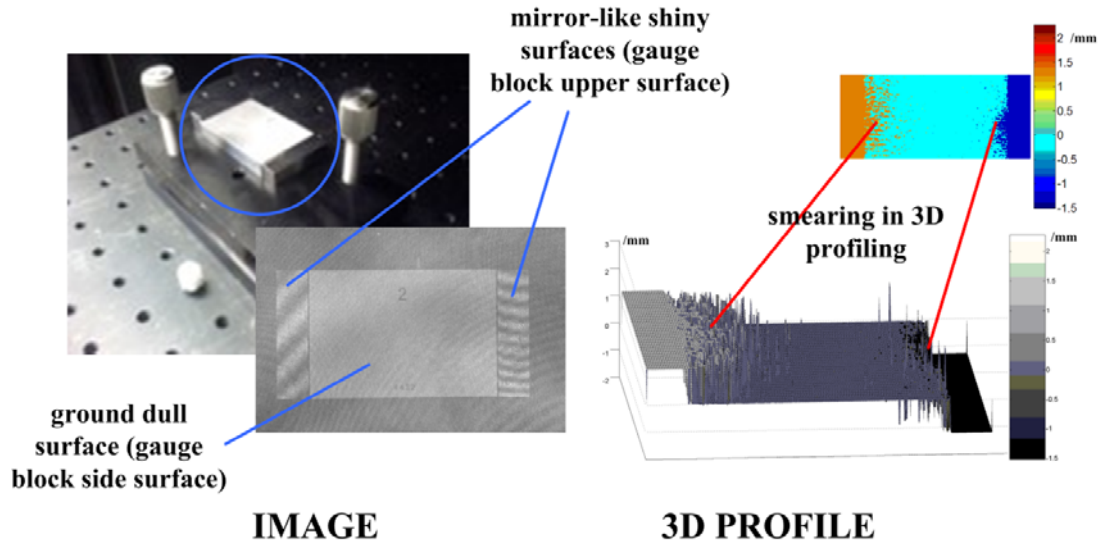 mirror-like shiny
surfaces (gauge
block upper surface)
/mm
2
1.5
1
0.5
0
-0.5
-1
-1.5
2
smearing in 3D
profiling
/mm
3
2
1
0
-1
-2
/mm
2
1.5
1
0.5
0
-0.5
-1
-1.5
ground dull
surface (gauge
block side surface)
IMAGE
3D PROFILE